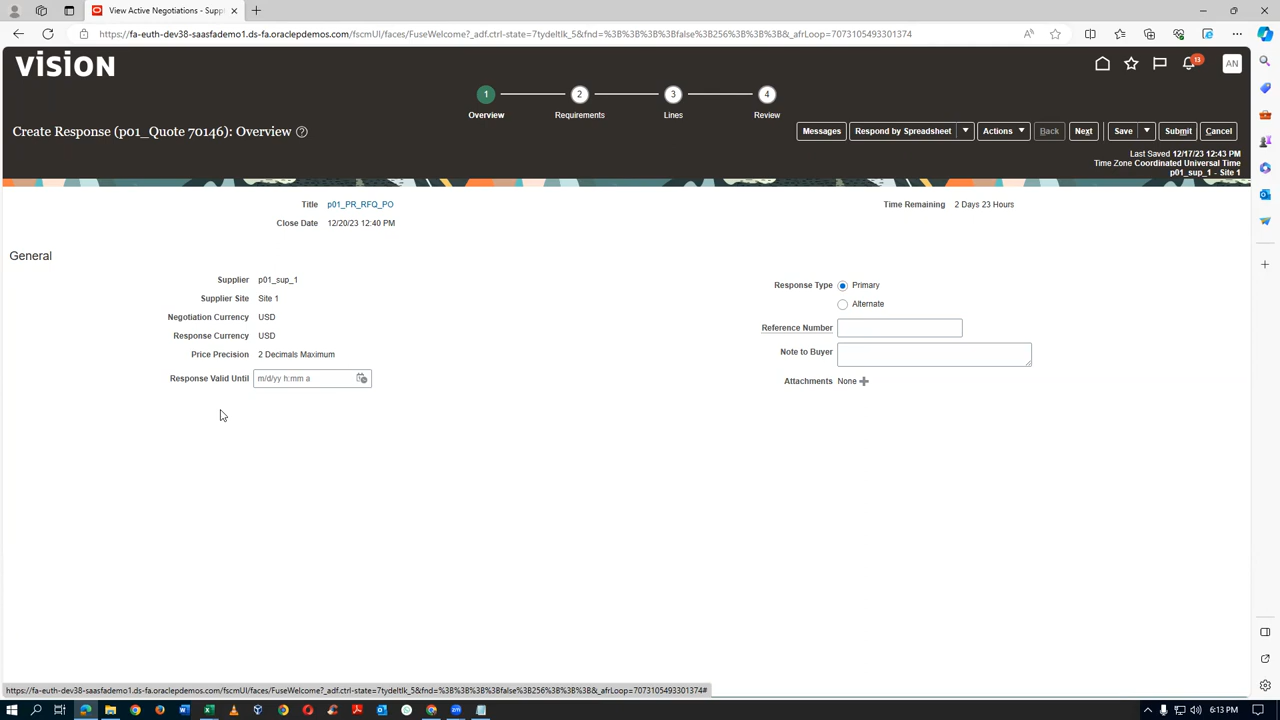 View Active Negotiations - Suppl
https://fa-euth-dev38-saasfademo1.ds-fa.oraclepdemos.com/fscmUI/faces/FuseWelcome?_adf.ctrl-state=7tydeltlk_5&fnd=%3B%3B%3B%3Bfalse%3B256%3B%3B%3B&_afrLoop=7073105493301374
vision
13
AN
1 2 3 4
Overview Requirements Lines Review
Create Response (p01_Quote 70146): Overview ?
Messages Respond by Spreadsheet Actions Back Next Save Submit Cancel
Last Saved 12/17/23 12:43 PM
Time Zone Coordinated Universal Time
p01_sup_1 - Site 1
Title p01_PR_RFQ_PO
Time Remaining 2 Days 23 Hours
Close Date 12/20/23 12:40 PM
General
Supplier p01_sup_1
Supplier Site Site 1
Negotiation Currency USD
Response Currency USD
Price Precision 2 Decimals Maximum
Response Valid Until m/d/yy h:mm a
Response Type Primary
Alternate
Reference Number
Note to Buyer
Attachments None
https://fa-euth-dev38-saasfademo1.ds-fa.oraclepdemos.com/fscmUI/faces/FuseWelcome?_adf.ctrl-state=7tydeltlk_5&fnd=%3B%3B%3B%3Bfalse%3B256%3B%3B%3B&_afrLoop=7073105493301374#
6:13 PM